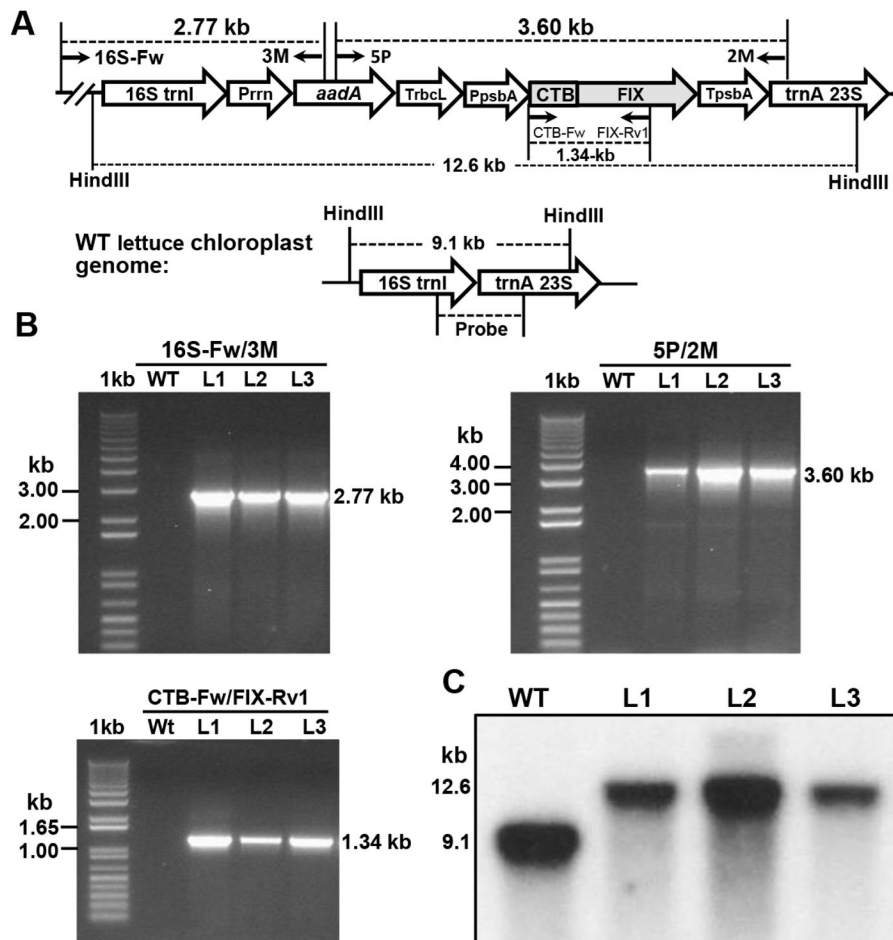 A
2.77 kb
3.60 kb
16S-Fw
3M
5P
2M
16S trnI
Prrn
aadA
TrbcL
PpsbA
CTB
FIX
TpsbA
trnA 23S
CTB-Fw
FIX-Rv1
1.34-kb
12.6 kb
HindIII
HindIII
HindIII
HindIII
WT lettuce chloroplast
genome:
9.1 kb
16S trnI
trnA 23S
Probe
B
16S-Fw/3M
1kb WT L1 L2 L3
kb
3.00
2.00
2.77 kb
5P/2M
1kb WT L1 L2 L3
kb
4.00
3.00
2.00
3.60 kb
CTB-Fw/FIX-Rv1
1kb Wt L1 L2 L3
kb
1.65
1.00
1.34 kb
C
WT L1 L2 L3
kb
12.6
9.1